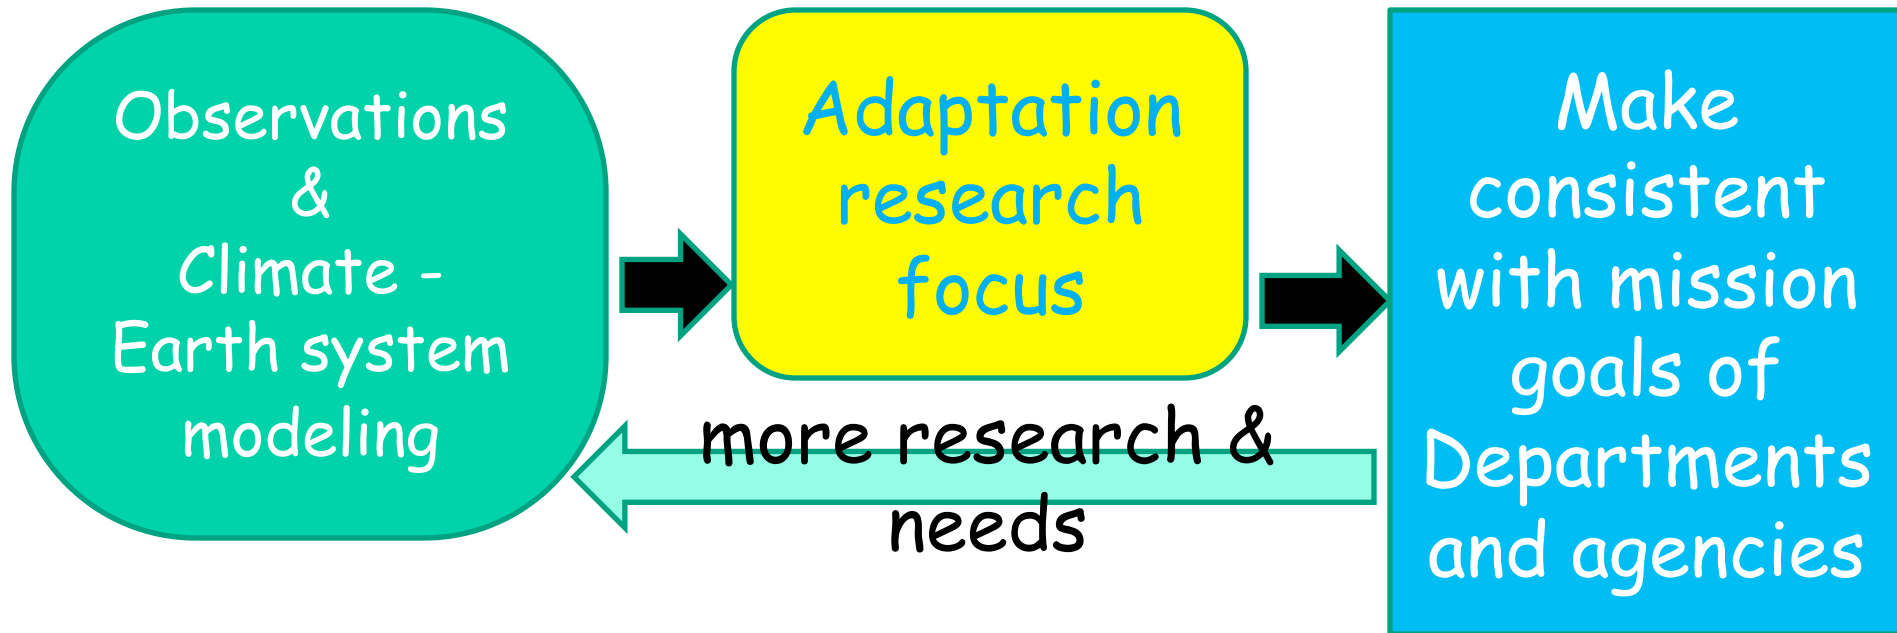 Observations
&
Climate -
Earth system
modeling
Adaptation
research
focus
more research &
needs
Make
consistent
with mission
goals of
Departments
and agencies